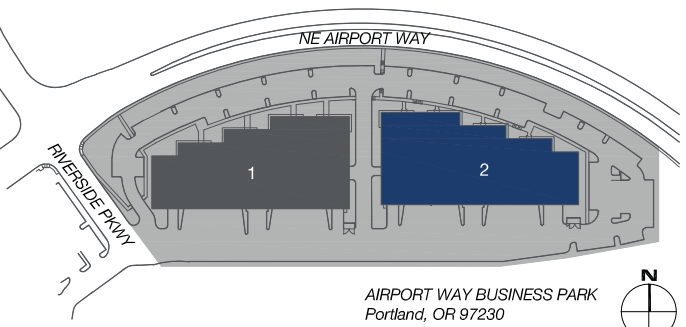 NE AIRPORT WAY
RIVERSIDE PKWY
1
2
AIRPORT WAY BUSINESS PARK
Portland, OR 97230
N